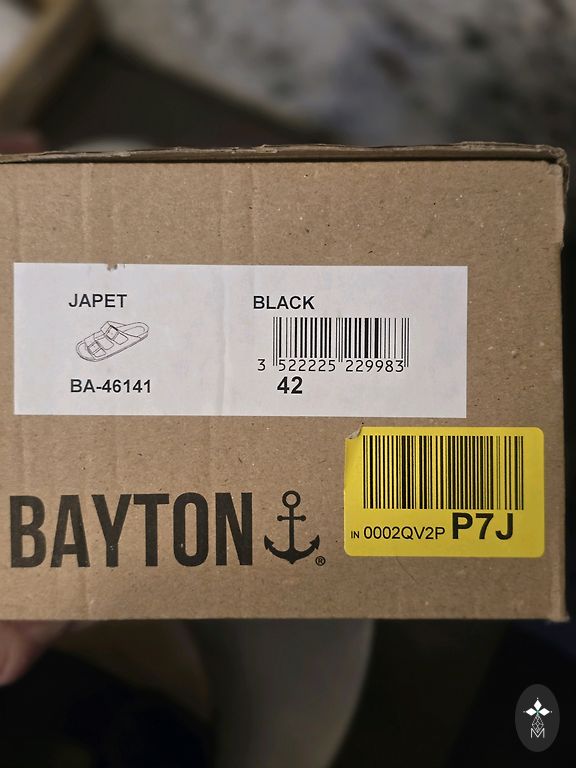 JAPET
BLACK
3 522225 229983
BA-46141
42
BAYTON
®
IN 0002QV2P P7J
M